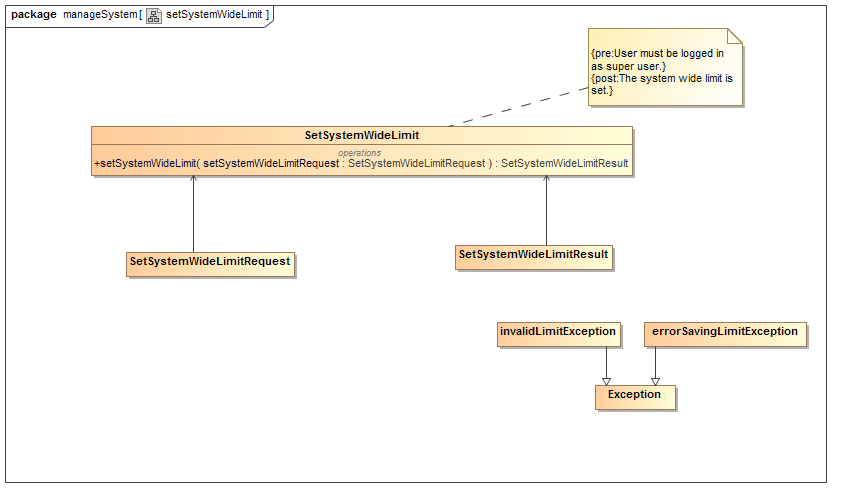 package manageSystem[ setSystemWideLimit ]
{pre:User must be logged in
as super user.}
{post:The system wide limit is
set.}
SetSystemWideLimit
operations
+setSystemWideLimit( setSystemWideLimitRequest : SetSystemWideLimitRequest ) : SetSystemWideLimitResult
SetSystemWideLimitRequest
SetSystemWideLimitResult
invalidLimitException
errorSavingLimitException
Exception